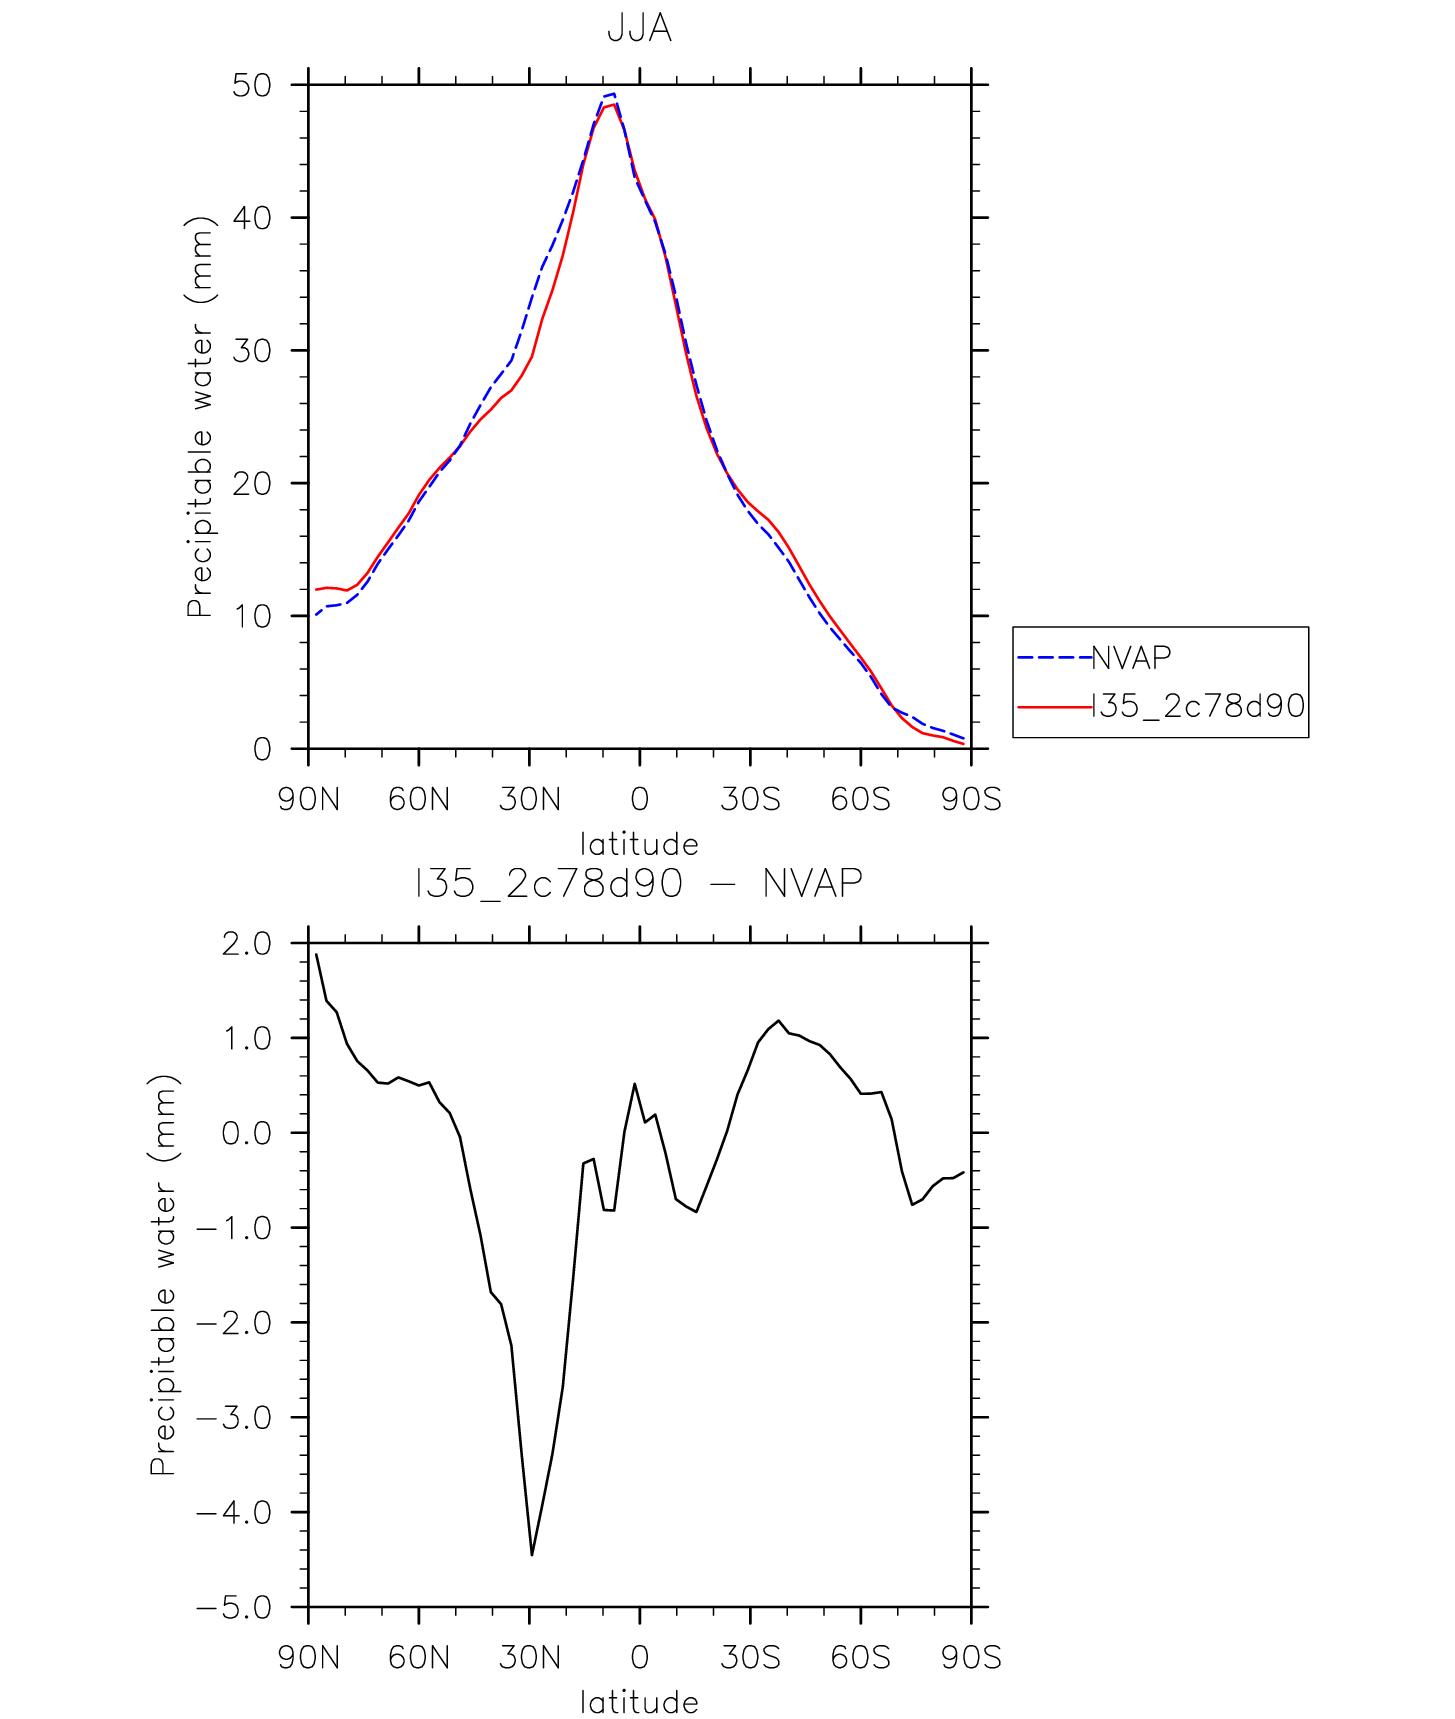 JJA
50
40
30
20
10
0
Precipitable water (mm)
90N 60N 30N 0 30S 60S 90S
latitude
NVAP
I35_2c78d90
I35_2c78d90 − NVAP
2.0
1.0
0.0
−1.0
−2.0
−3.0
−4.0
−5.0
Precipitable water (mm)
90N 60N 30N 0 30S 60S 90S
latitude